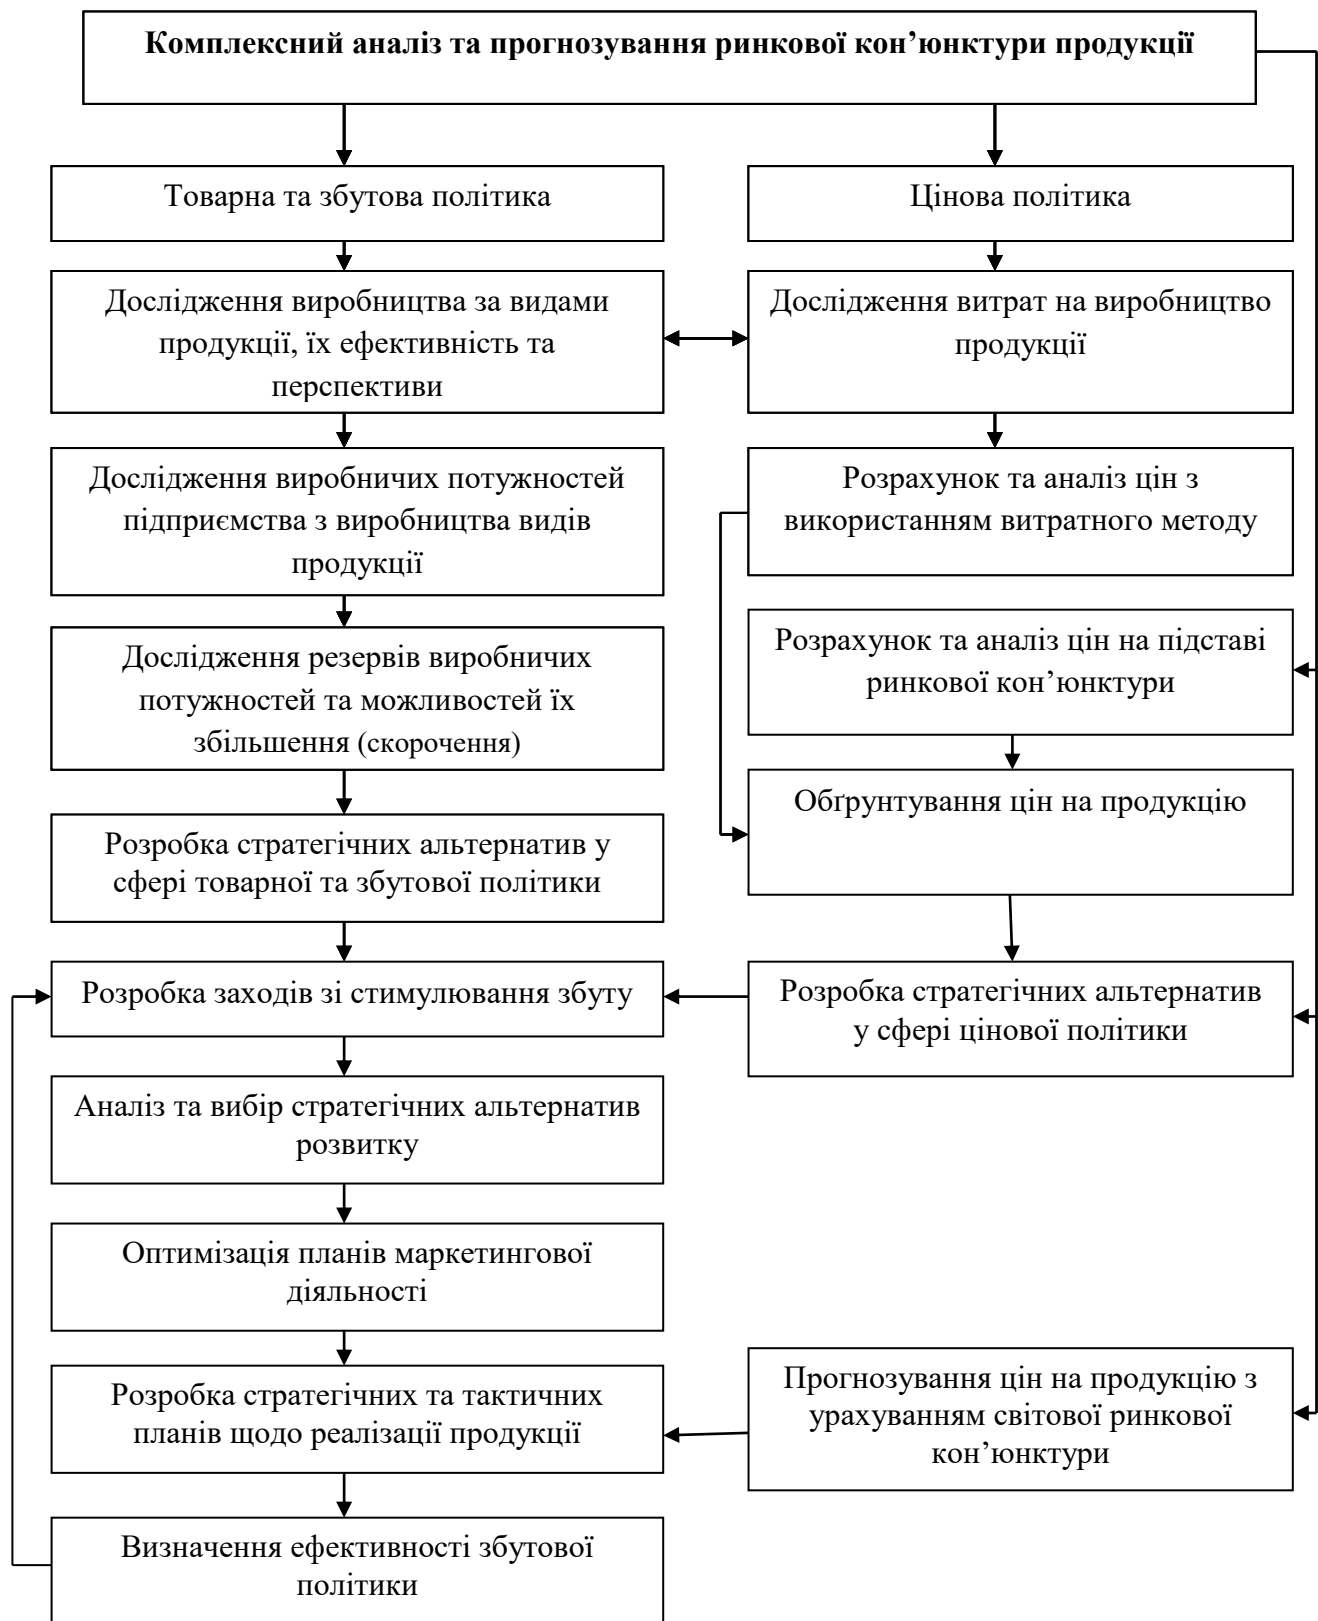 Комплексний аналіз та прогнозування ринкової кон’юнктури продукції
Товарна та збутова політика
Цінова політика
Дослідження виробництва за видами
продукції, їх ефективність та
перспективи
Дослідження витрат на виробництво
продукції
Дослідження виробничих потужностей
підприємства з виробництва видів
продукції
Розрахунок та аналіз цін з
використанням витратного методу
Дослідження резервів виробничих
потужностей та можливостей їх
збільшення (скорочення)
Розрахунок та аналіз цін на підставі
ринкової кон’юнктури
Обґрунтування цін на продукцію
Розробка стратегічних альтернатив у
сфері товарної та збутової політики
Розробка заходів зі стимулювання збуту
Розробка стратегічних альтернатив
у сфері цінової політики
Аналіз та вибір стратегічних альтернатив
розвитку
Оптимізація планів маркетингової
діяльності
Розробка стратегічних та тактичних
планів щодо реалізації продукції
Прогнозування цін на продукцію з
урахуванням світової ринкової
кон’юнктури
Визначення ефективності збутової
політики